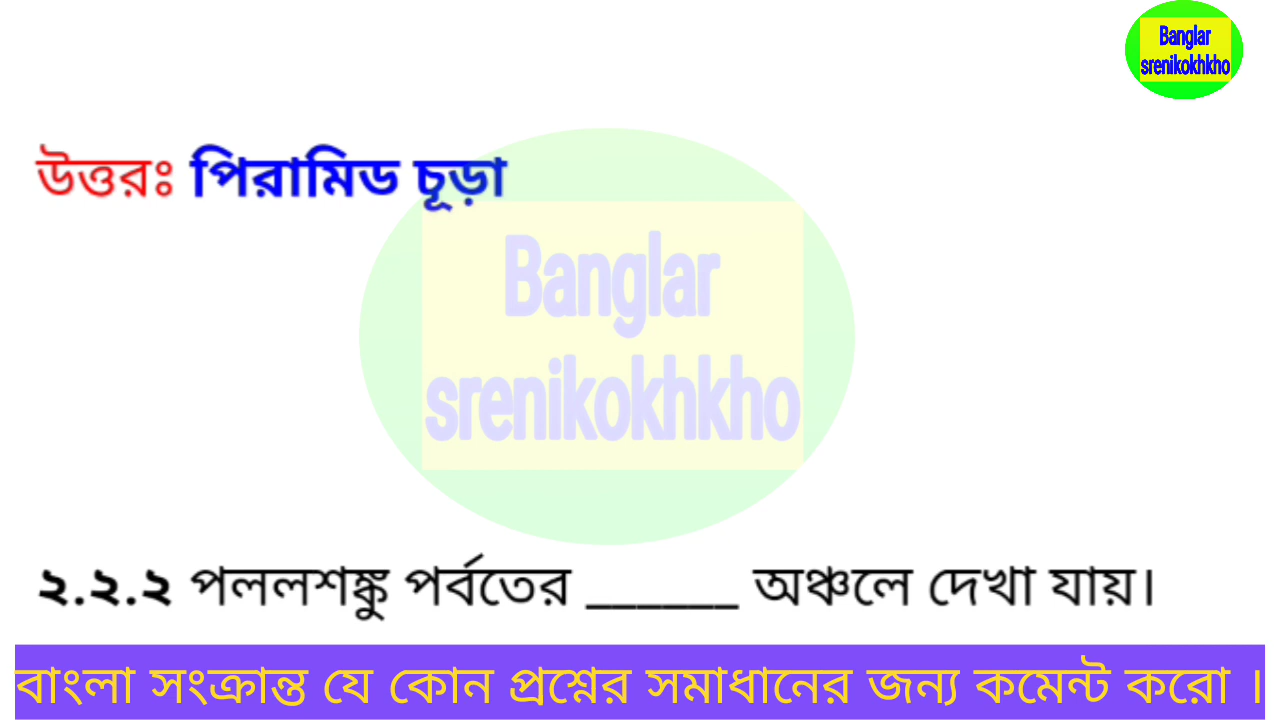 Banglar
srenikokhkho
উত্তরঃ পিরামিড চূড়া
Banglar
srenikokhkho
২.২.২ পললশঙ্কু পর্বতের ______ অঞ্চলে দেখা যায়।
বাংলা সংক্রান্ত যে কোন প্রশ্নের সমাধানের জন্য কমেন্ট করো ।